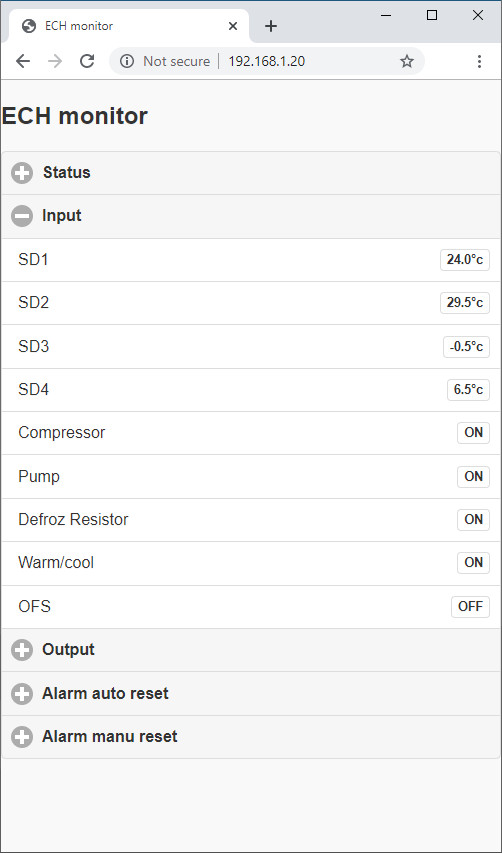 ECH monitor
Not secure | 192.168.1.20
ECH monitor
Status
Input
SD1 24.0°c
SD2 29.5°c
SD3 -0.5°c
SD4 6.5°c
Compressor ON
Pump ON
Defroz Resistor ON
Warm/cool ON
OFS OFF
Output
Alarm auto reset
Alarm manu reset